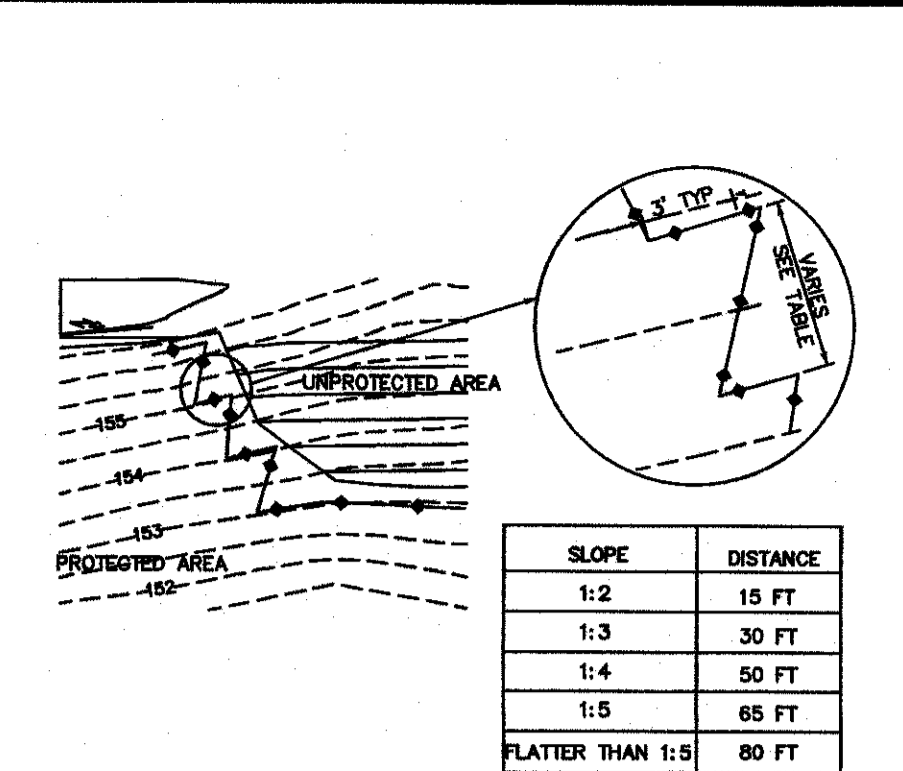 3' TYP
VARIES
SEE TABLE
UNPROTECTED AREA
155
154
153
PROTECTED AREA
152
SLOPE DISTANCE
1:2 15 FT
1:3 30 FT
1:4 50 FT
1:5 65 FT
FLATTER THAN 1:5 80 FT